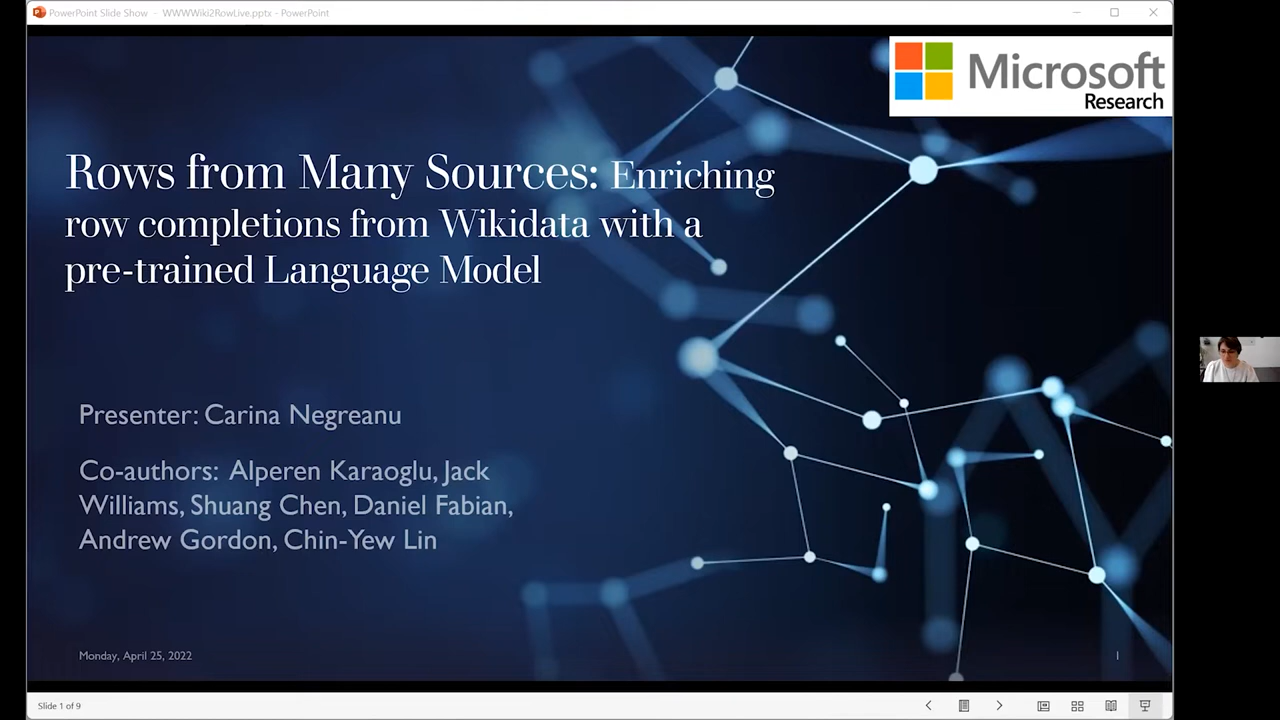 PowerPoint Slide Show - WWWWiki2RowLive.pptx - PowerPoint
Microsoft
Research
Rows from Many Sources: Enriching
row completions from Wikidata with a
pre-trained Language Model
Presenter: Carina Negreanu
Co-authors: Alperen Karaoglu, Jack
Williams, Shuang Chen, Daniel Fabian,
Andrew Gordon, Chin-Yew Lin
Monday, April 25, 2022
1
Slide 1 of 9